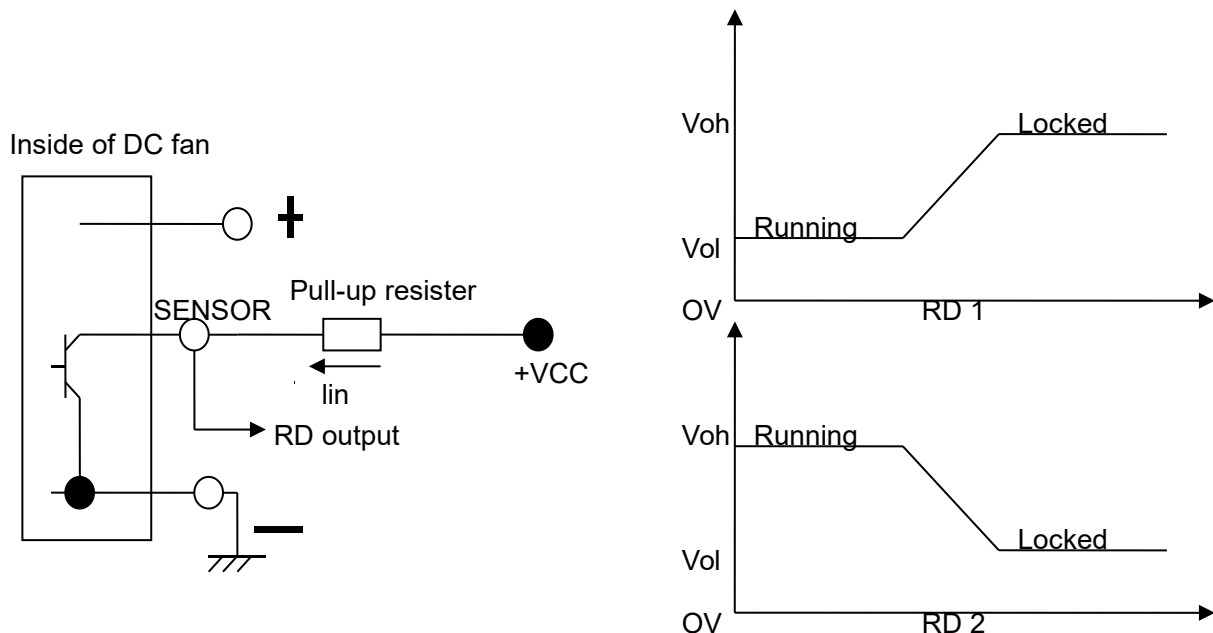 Inside of DC fan
+
SENSOR
Pull-up resister
+VCC
Iin
RD output
Voh
Locked
Running
Vol
OV
RD 1
Voh
Running
Vol
Locked
OV
RD 2